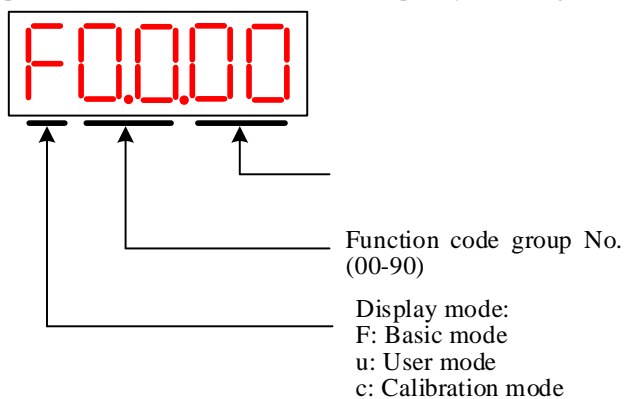 F0.0.00
Function code group No.
(00-90)
Display mode:
F: Basic mode
u: User mode
c: Calibration mode